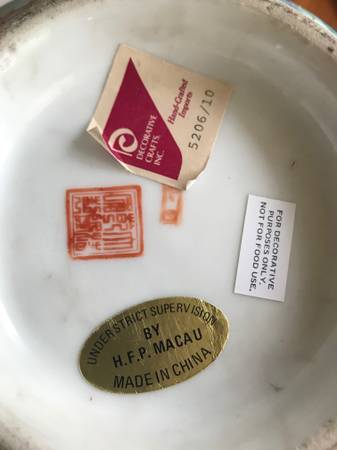 DECORATIVE
CRAFTS,
INC.
Hand-Crafted
Imports
5206/10
FOR DECORATIVE
PURPOSES ONLY.
NOT FOR FOOD USE.
UNDER STRICT SUPERVISION
BY
H.F.P. MACAU
MADE IN CHINA